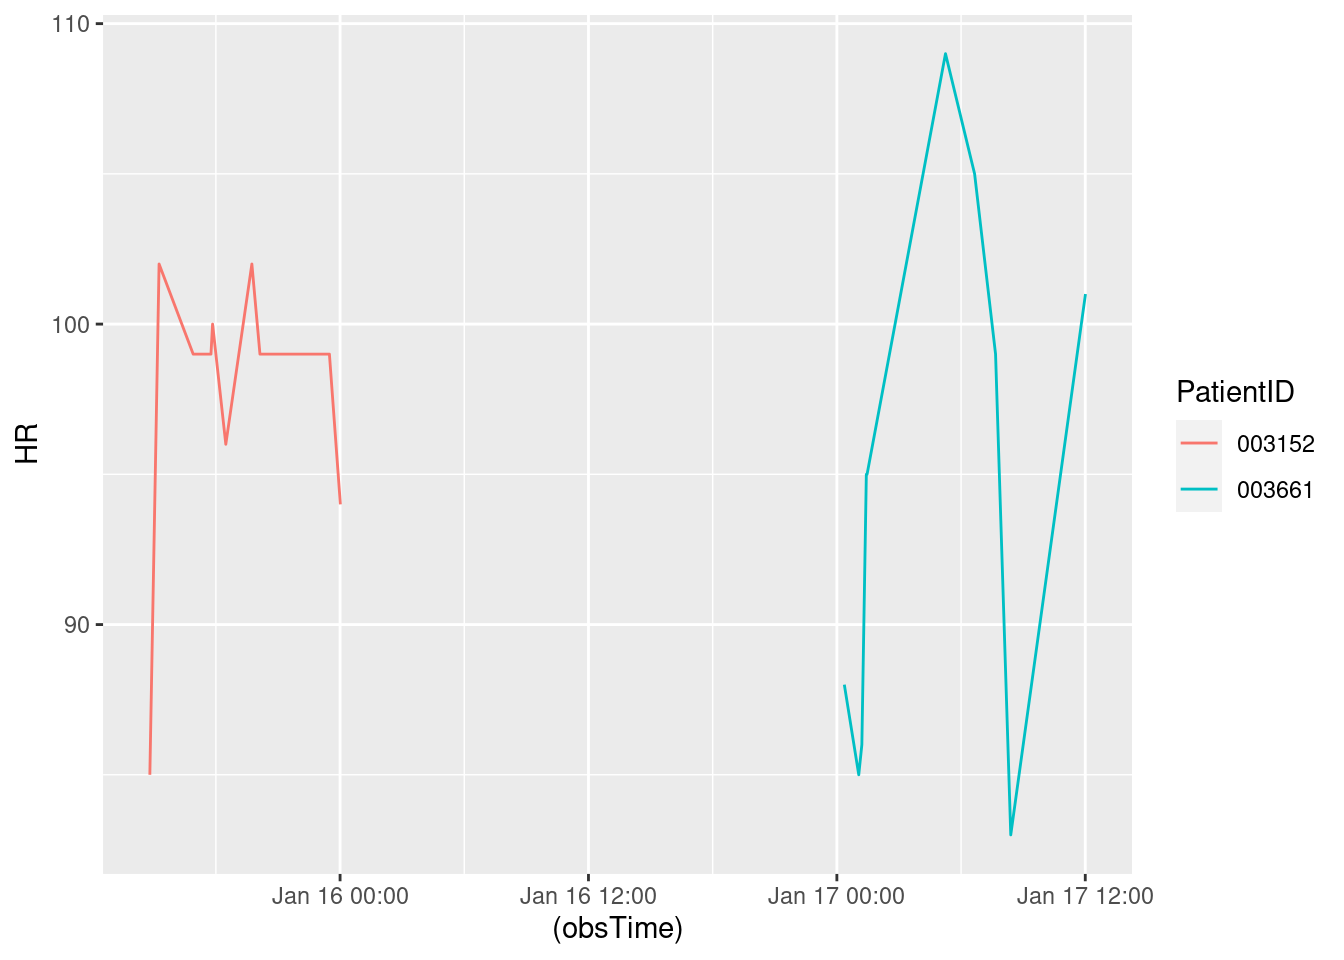 110
100
90
HR
Jan 16 00:00
Jan 16 12:00
Jan 17 00:00
Jan 17 12:00
(obsTime)
PatientID
003152
003661